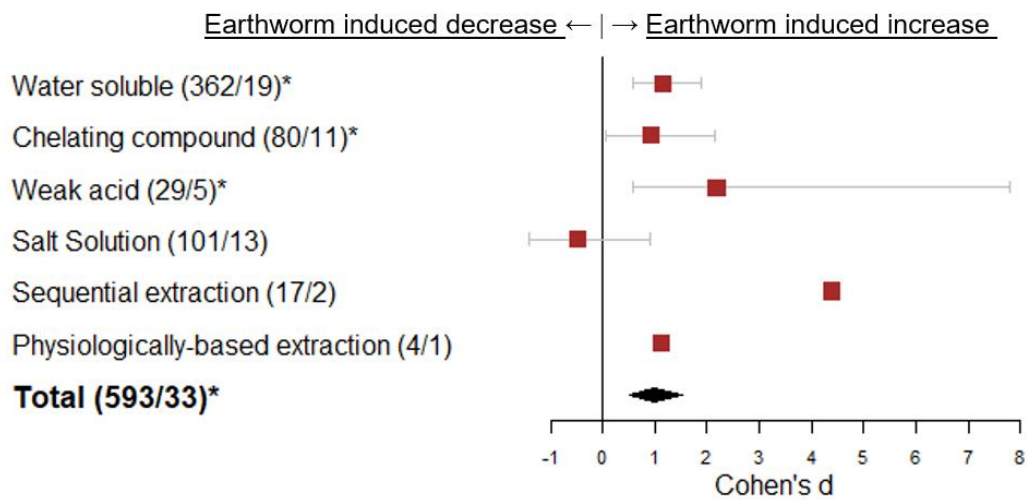 Earthworm induced decrease ← | → Earthworm induced increase
Water soluble (362/19)*
Chelating compound (80/11)*
Weak acid (29/5)*
Salt Solution (101/13)
Sequential extraction (17/2)
Physiologically-based extraction (4/1)
Total (593/33)*
-1 0 1 2 3 4 5 6 7 8
Cohen's d